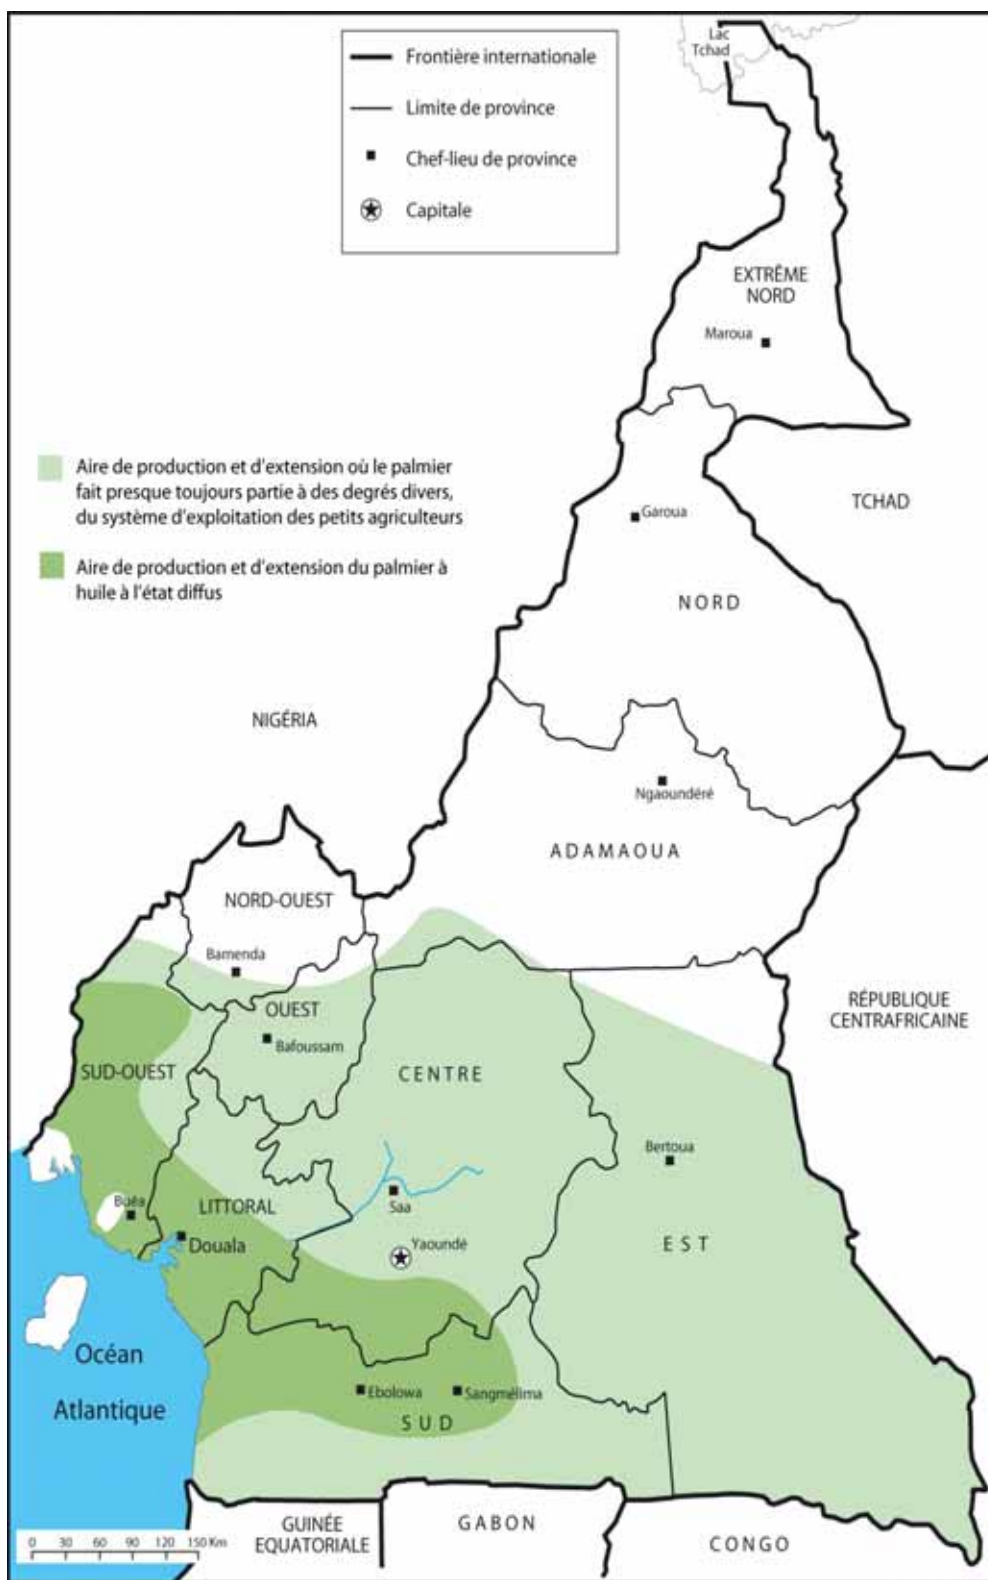 Lac
Tchad
Frontière internationale
Limite de province
Chef-lieu de province
Capitale
EXTRÊME
NORD
Maroua
Aire de production et d'extension où le palmier
fait presque toujours partie à des degrés divers,
du système d'exploitation des petits agriculteurs
TCHAD
Garoua
Aire de production et d'extension du palmier à
huile à l'état diffus
NORD
NIGÉRIA
Ngaoundéré
ADAMAOUA
NORD-OUEST
Bamenda
RÉPUBLIQUE
CENTRAFRICAINE
OUEST
Bafoussam
SUD-OUEST
CENTRE
Bertoua
Buéa
LITTORAL
Saa
Douala
Yaoundé
EST
Océan
Atlantique
Ebolowa
Sangmélima
SUD
GUINÉE
EQUATORIALE
GABON
CONGO
0 30 60 90 120 150 Km